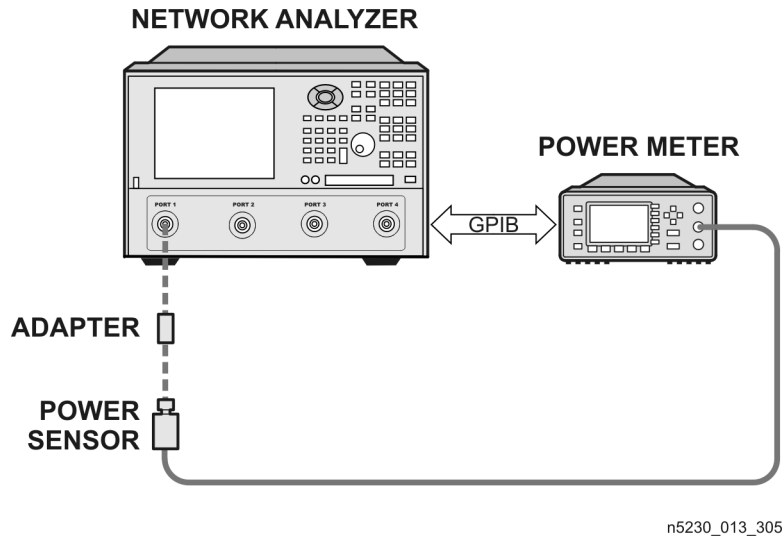 NETWORK ANALYZER
POWER METER
PORT 1
PORT 2
PORT 3
PORT 4
GPIB
ADAPTER
POWER
SENSOR
n5230_013_305